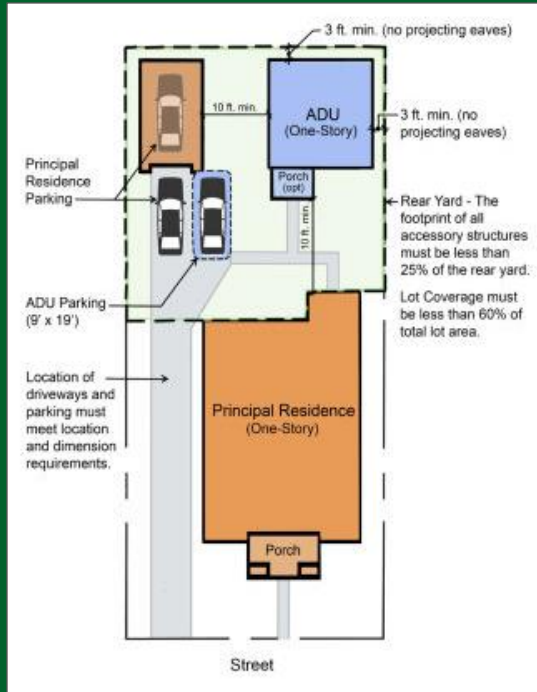 3 ft. min. (no projecting eaves)
10 ft. min.
ADU
(One-Story)
3 ft. min. (no
projecting eaves)
Principal
Residence
Parking
Porch
(opt)
10 ft. min.
Rear Yard - The
footprint of all
accessory structures
must be less than
25% of the rear yard.
Lot Coverage must
be less than 60% of
total lot area.
ADU Parking
(9' x 19')
Location of
driveways and
parking must
meet location
and dimension
requirements.
Principal Residence
(One-Story)
Porch
Street